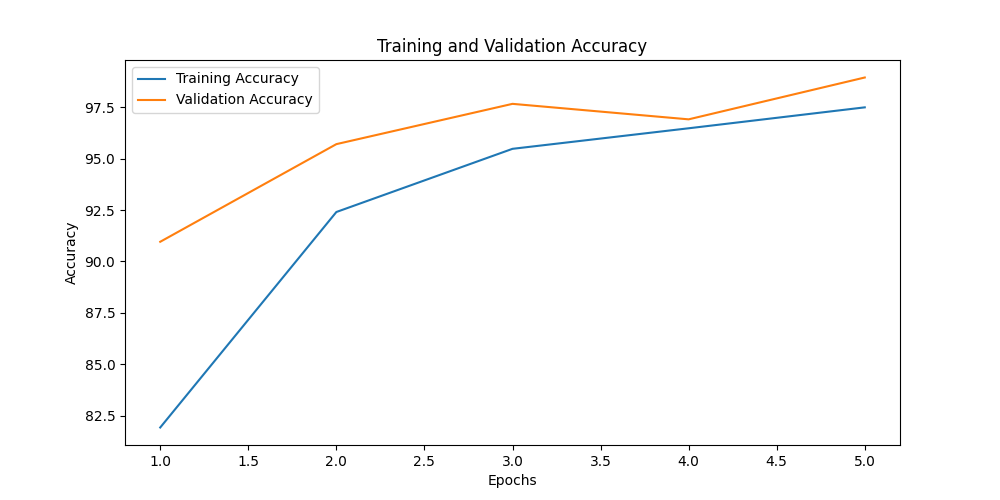 Training and Validation Accuracy
Training Accuracy
Validation Accuracy
97.5
95.0
92.5
90.0
87.5
85.0
82.5
Accuracy
1.0 1.5 2.0 2.5 3.0 3.5 4.0 4.5 5.0
Epochs